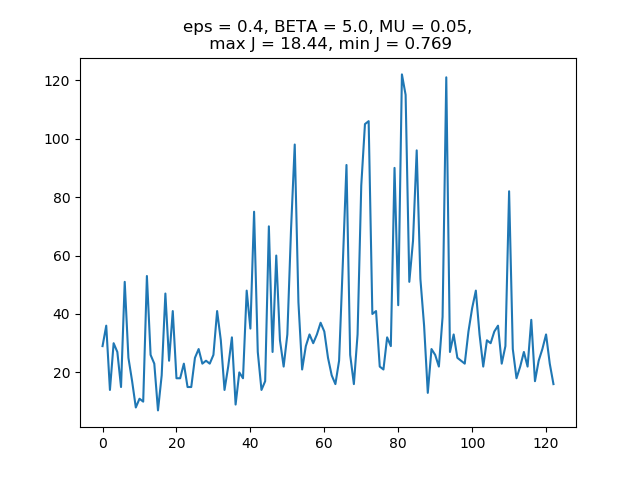 eps = 0.4, BETA = 5.0, MU = 0.05,
max J = 18.44, min J = 0.769
120
100
80
60
40
20
0 20 40 60 80 100 120